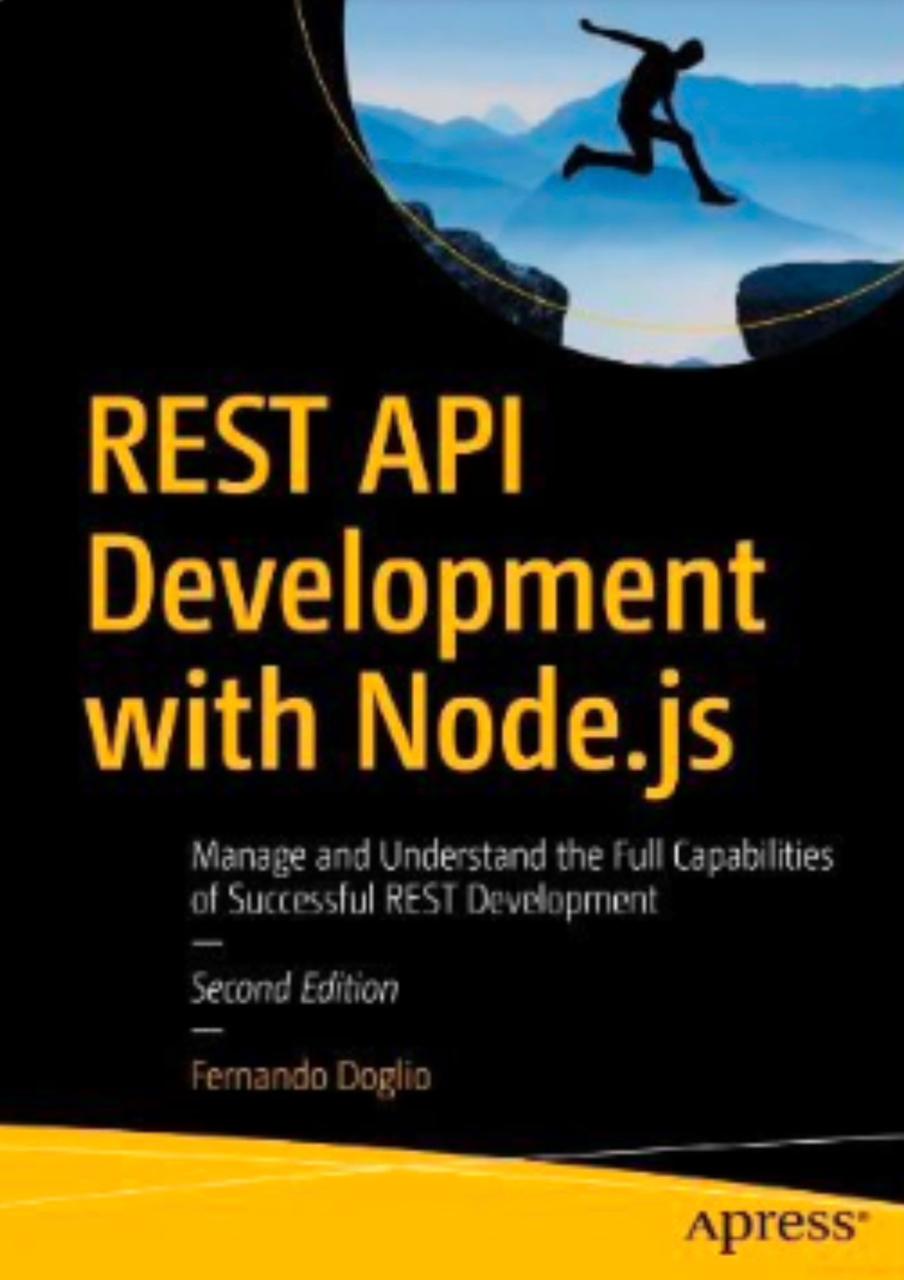 REST API
Development
with Node.js
Manage and Understand the Full Capabilities
of Successful REST Development
—
Second Edition
—
Fernando Doglio
Apress®